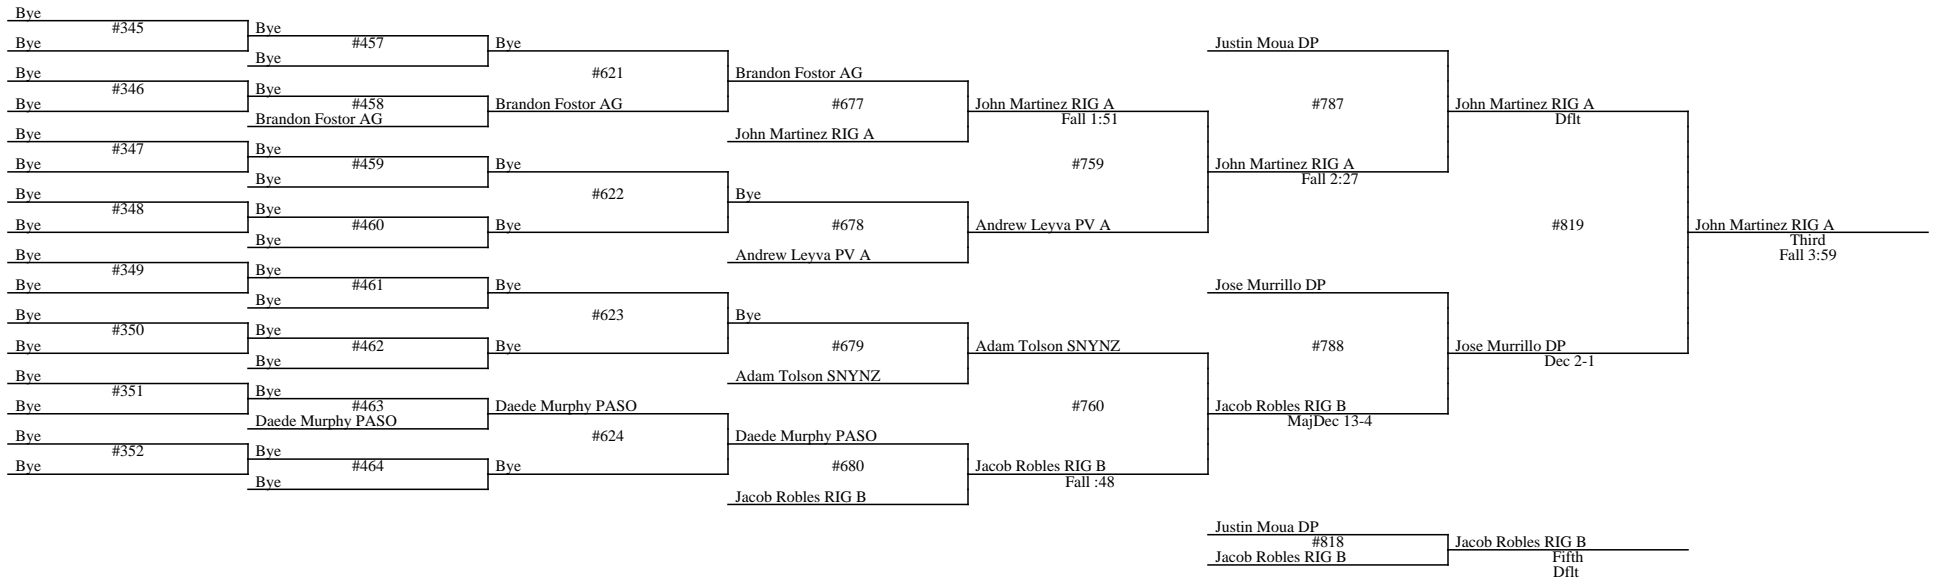 Bye
#345
Bye
Bye
#346
Bye
Bye
#347
Bye
Bye
#348
Bye
Bye
#349
Bye
Bye
#350
Bye
Bye
#351
Bye
Bye
#352
Bye
Bye
#457
Bye
Bye
#458
Brandon Fostor AG
Bye
#459
Bye
Bye
#460
Bye
Bye
#461
Bye
Bye
#462
Bye
Bye
#463
Daede Murphy PASO
Bye
#464
Bye
Bye
#621
Brandon Fostor AG
Bye
#622
Bye
Bye
#623
Bye
Daede Murphy PASO
#624
Bye
Brandon Fostor AG
#677
John Martinez RIG A
Bye
#678
Andrew Leyva PV A
Bye
#679
Adam Tolson SNYNZ
Daede Murphy PASO
#680
Jacob Robles RIG B
John Martinez RIG A
Fall 1:51
#759
Andrew Leyva PV A
Adam Tolson SNYNZ
#760
Jacob Robles RIG B
Fall :48
Justin Moua DP
#787
John Martinez RIG A
Fall 2:27
Jose Murrillo DP
#788
Jacob Robles RIG B
MajDec 13-4
John Martinez RIG A
Dflt
#819
Jose Murrillo DP
Dec 2-1
John Martinez RIG A
Third
Fall 3:59
Justin Moua DP
#818
Jacob Robles RIG B
Jacob Robles RIG B
Fifth
Dflt